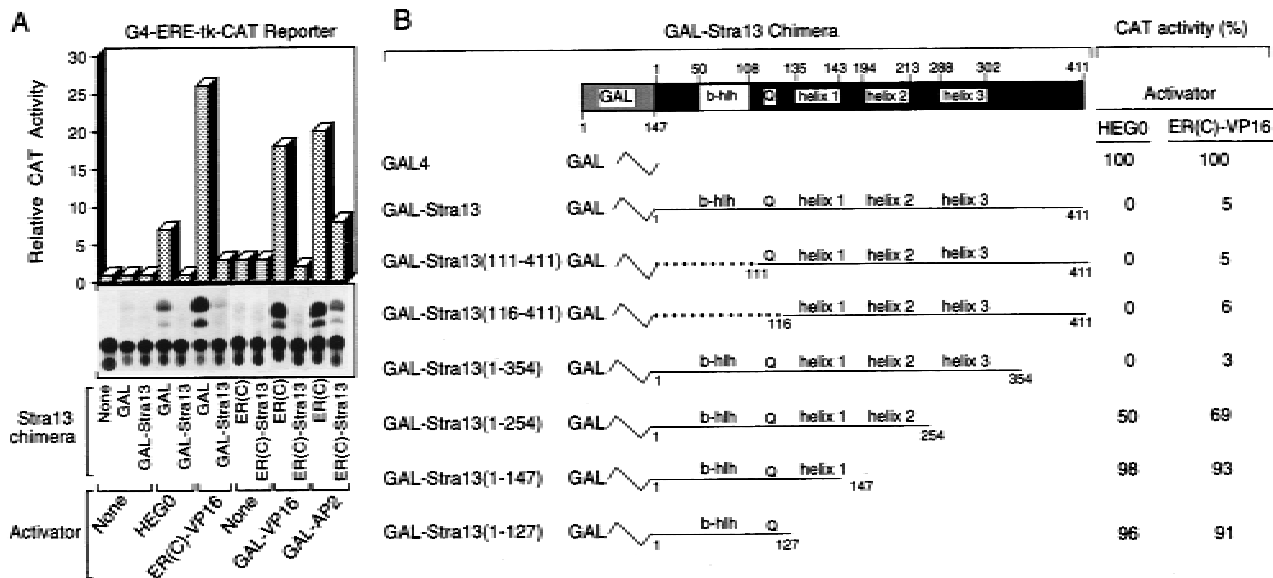 A
G4-ERE-tk-CAT Reporter
Relative CAT Activity
30
25
20
15
10
5
0
Stra13 chimera
None
GAL
GAL-Stra13
GAL
GAL-Stra13
GAL
GAL-Stra13
ER(C)
ER(C)-Stra13
ER(C)
ER(C)-Stra13
ER(C)
ER(C)-Stra13
Activator
None
HEG0
ER(C)-VP16
None
GAL-VP16
GAL-AP2
B
GAL-Stra13 Chimera
CAT activity (%)
1 50 108 135 143 194 213 288 302 411
GAL b-hlh Q helix 1 helix 2 helix 3
1 147
Activator
HEG0 ER(C)-VP16
GAL4 GAL 100 100
GAL-Stra13 GAL b-hlh Q helix 1 helix 2 helix 3 0 5
1 411
GAL-Stra13(111-411) GAL helix 1 helix 2 helix 3 0 5
Q
111 411
GAL-Stra13(116-411) GAL helix 1 helix 2 helix 3 0 6
116 411
GAL-Stra13(1-354) GAL b-hlh Q helix 1 helix 2 helix 3 0 3
1 354
GAL-Stra13(1-254) GAL b-hlh Q helix 1 helix 2 50 69
1 254
GAL-Stra13(1-147) GAL b-hlh Q helix 1 98 93
1 147
GAL-Stra13(1-127) GAL b-hlh Q 96 91
1 127